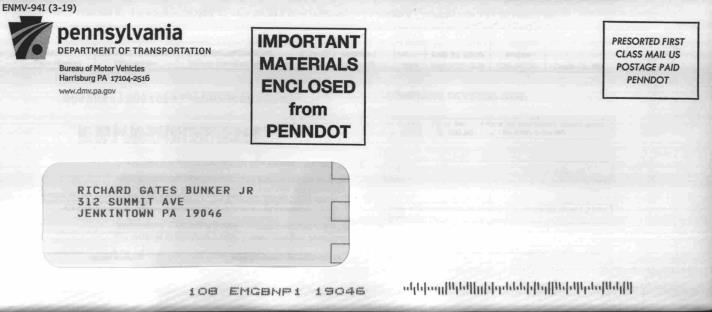 ENMV-94I (3-19)
pennsylvania
DEPARTMENT OF TRANSPORTATION
Bureau of Motor Vehicles
Harrisburg PA 17104-2516
www.dmv.pa.gov
IMPORTANT
MATERIALS
ENCLOSED
from
PENNDOT
PRESORTED FIRST
CLASS MAIL US
POSTAGE PAID
PENNDOT
RICHARD GATES BUNKER JR
312 SUMMIT AVE
JENKINTOWN PA 19046
108 EMGBNP1 19046